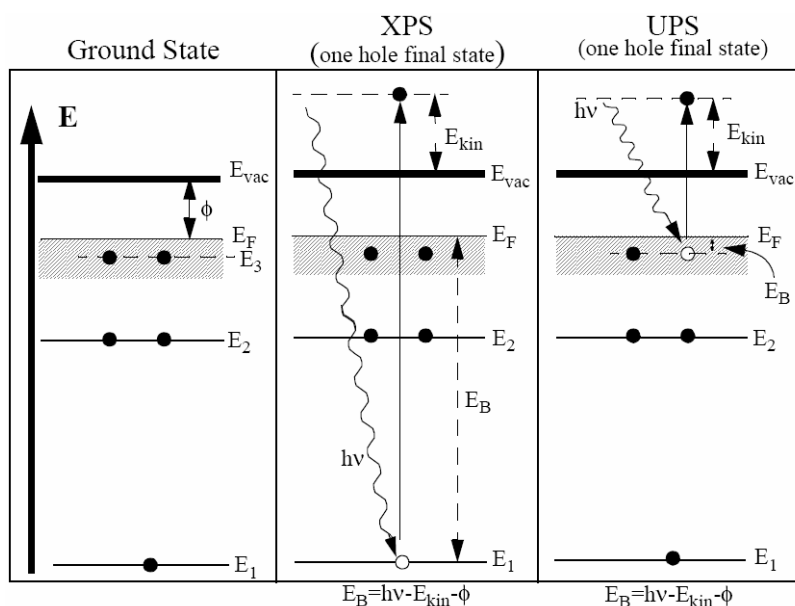 Ground State
XPS
(one hole final state)
UPS
(one hole final state)
E
E_vac
ϕ
E_F
E_3
E_2
E_1
E_kin
E_vac
E_F
E_2
E_B
hν
E_1
E_B=hν-E_kin-ϕ
hν
E_kin
E_vac
E_F
E_B
E_2
E_1
E_B=hν-E_kin-ϕ